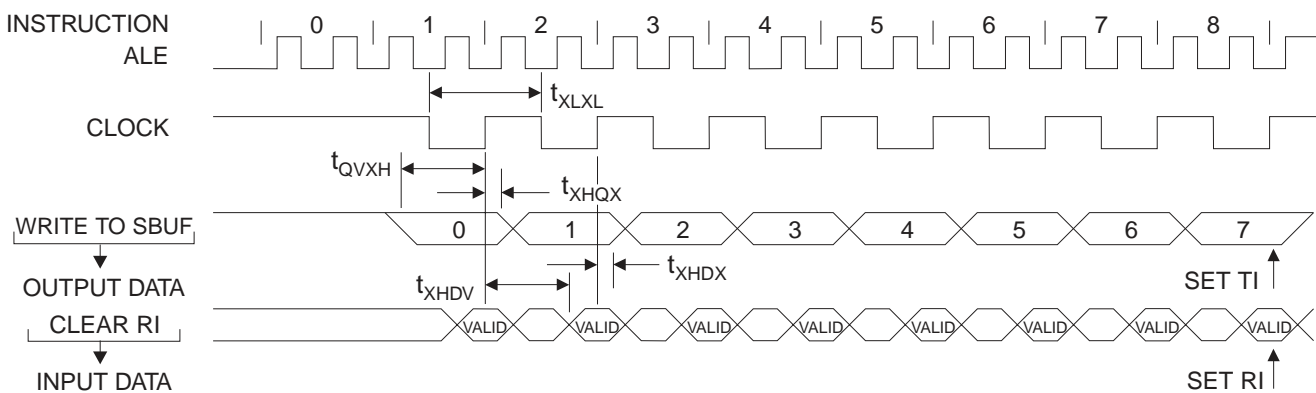 INSTRUCTION 0 1 2 3 4 5 6 7 8
ALE
tXLXL
CLOCK
tQVXH
tXHQX
WRITE TO SBUF 0 1 2 3 4 5 6 7
tXHDX
SET TI
tXHDV
OUTPUT DATA
CLEAR RI VALID VALID VALID VALID VALID VALID VALID VALID
INPUT DATA
SET RI